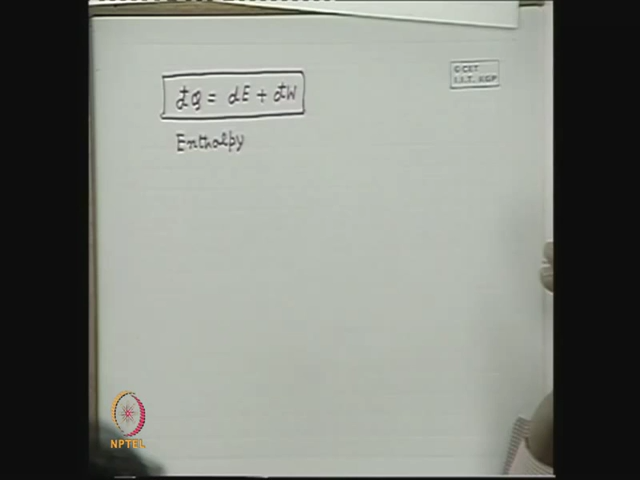 đQ = dE + đW
Enthalpy
© CET
I.I.T. KGP
NPTEL